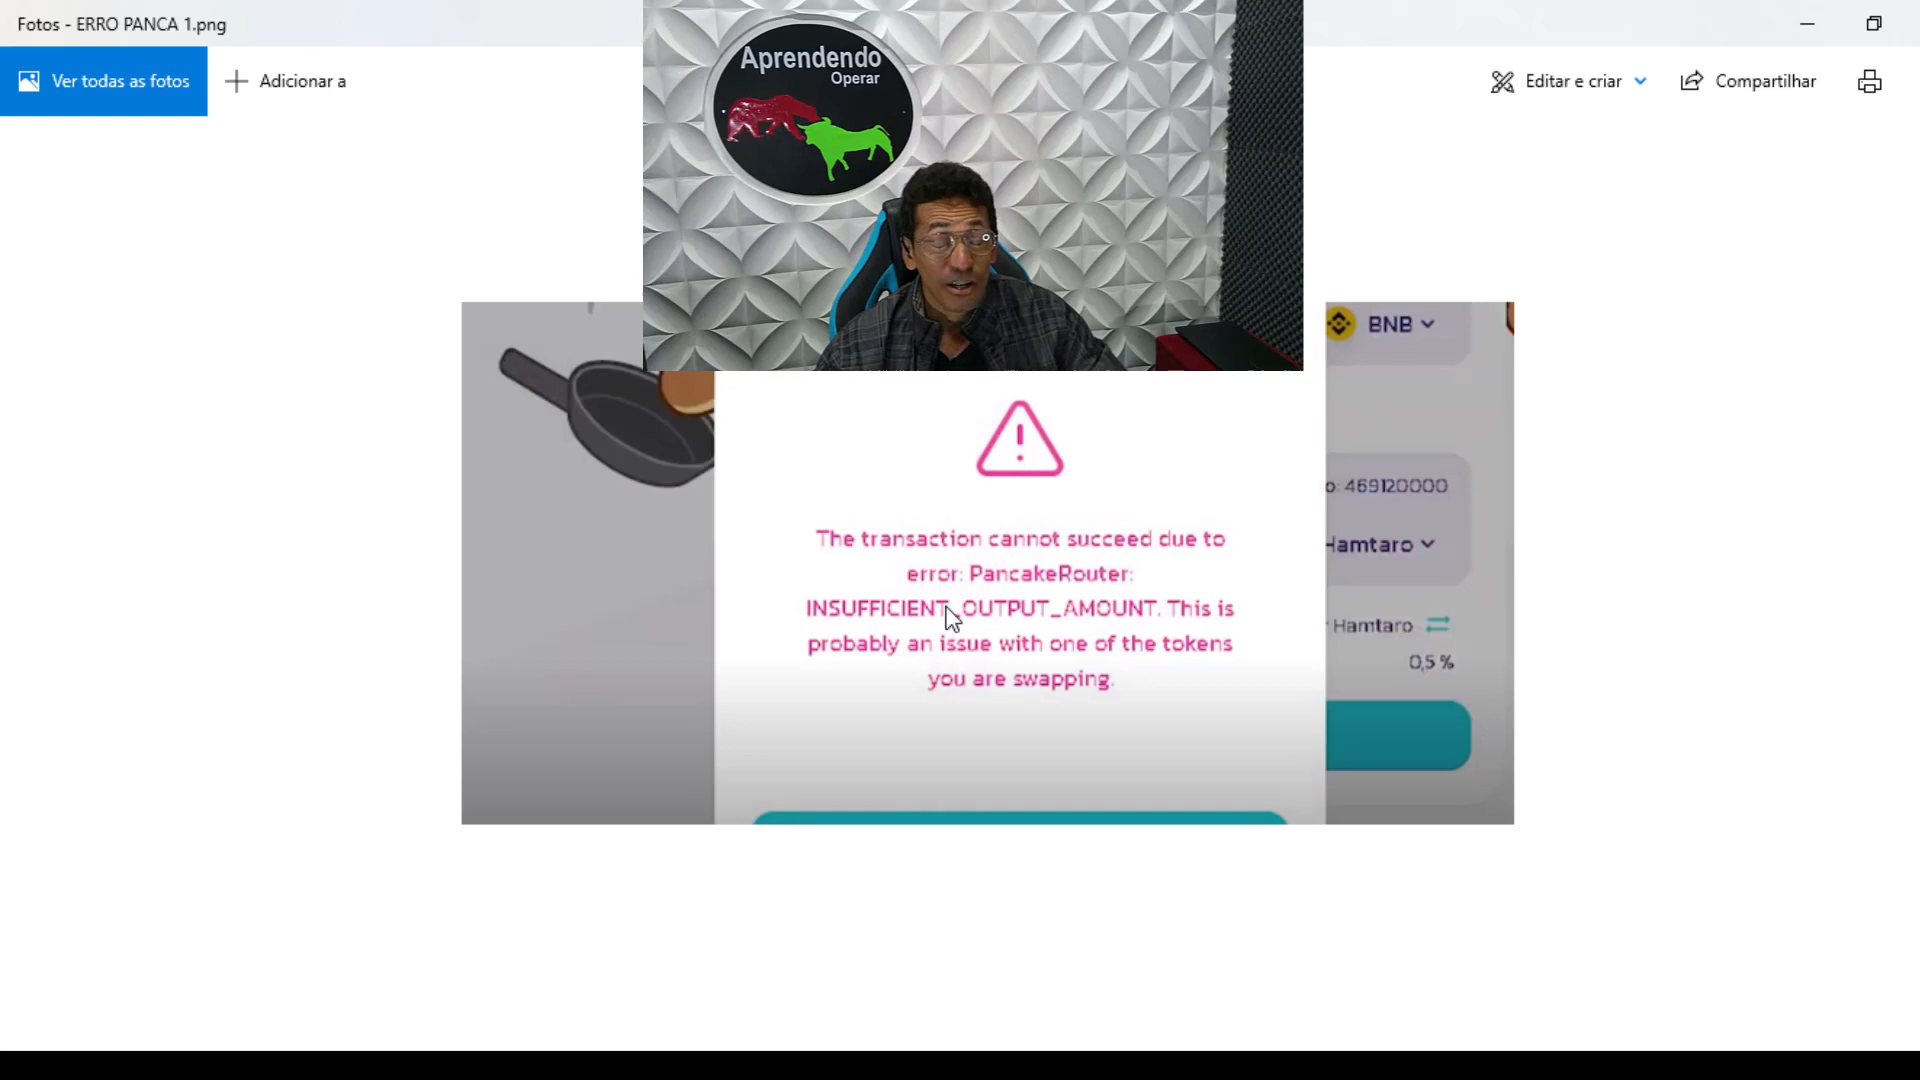 Fotos - ERRO PANCA 1.png
Ver todas as fotos
Adicionar a
Editar e criar
Compartilhar
Aprendendo
Operar
BNB
The transaction cannot succeed due to
error: PancakeRouter:
INSUFFICIENT_OUTPUT_AMOUNT. This is
probably an issue with one of the tokens
you are swapping.
o: 469120000
Hamtaro
Hamtaro
0,5 %